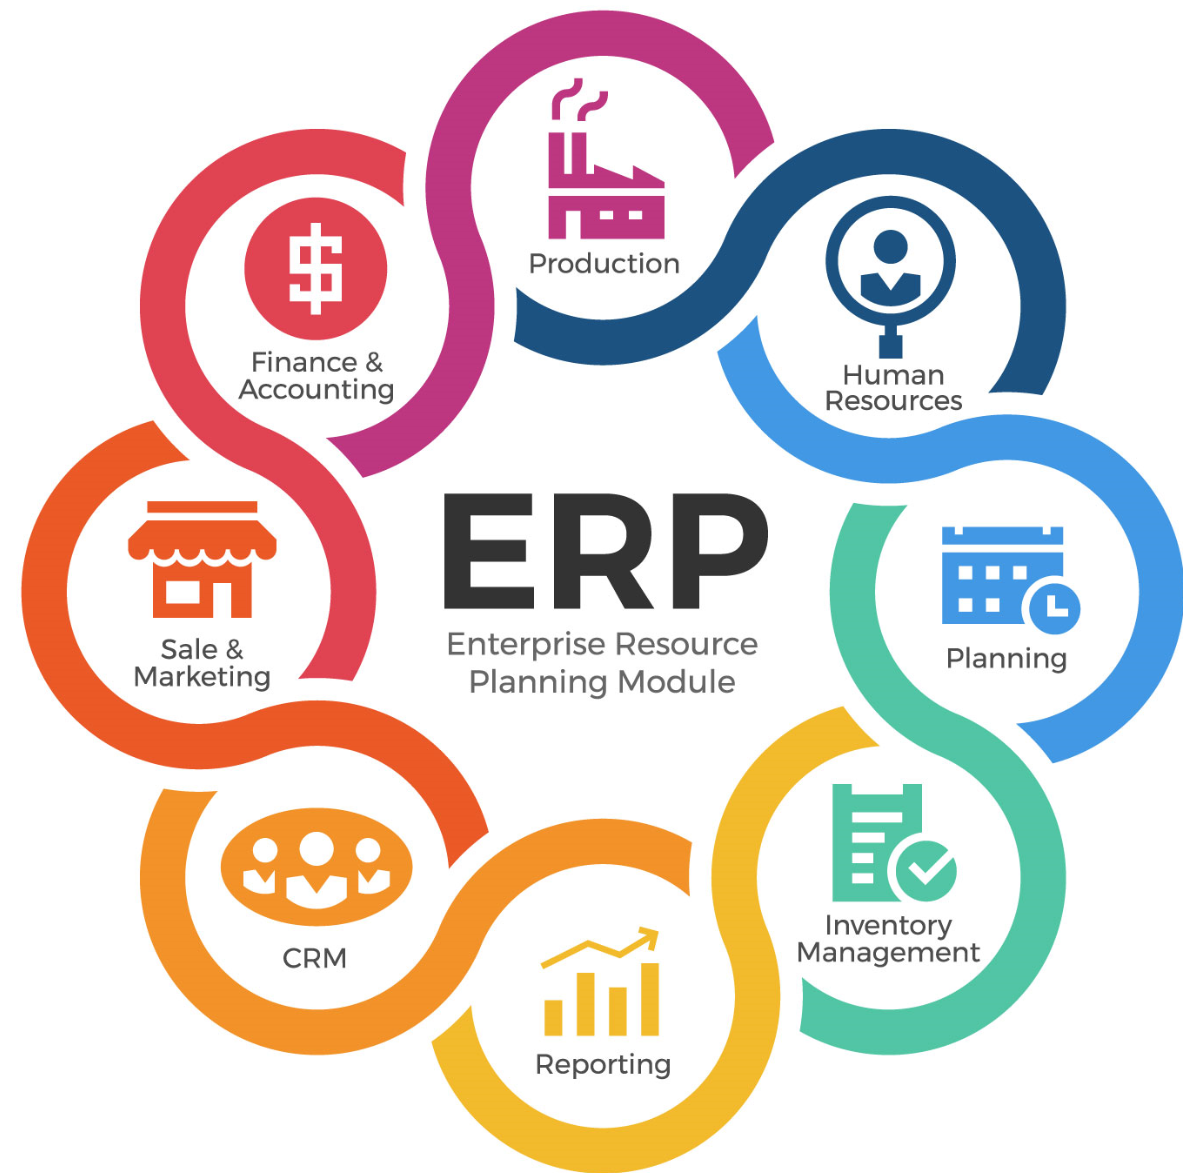 Production
Human
Resources
Finance &
Accounting
ERP
Enterprise Resource
Planning Module
Sale &
Marketing
Planning
Inventory
Management
CRM
Reporting